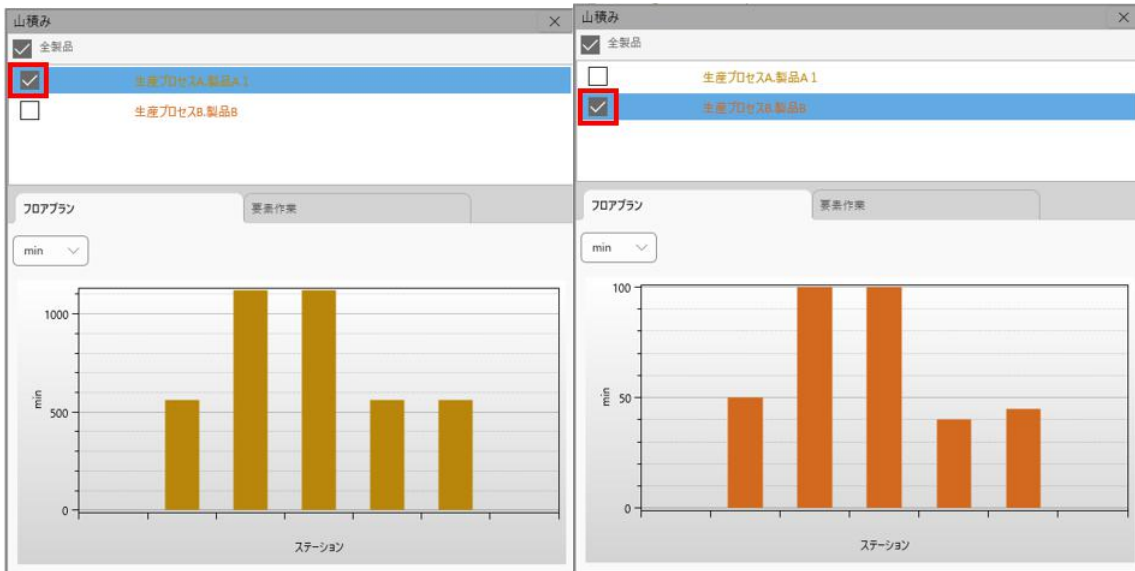 山積み
全製品
生産プロセスA.製品A 1
生産プロセスB.製品B
フロアプラン
要素作業
min
1000
500
0
min
ステーション
山積み
全製品
生産プロセスA.製品A 1
生産プロセスB.製品B
フロアプラン
要素作業
min
100
50
0
min
ステーション